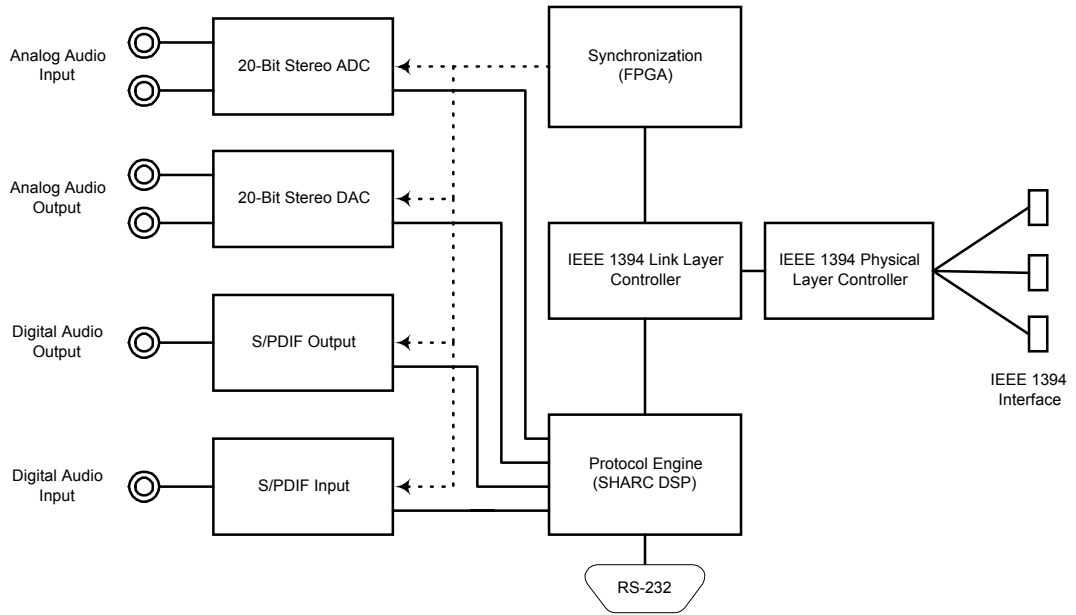 Analog Audio
Input
20-Bit Stereo ADC
Synchronization
(FPGA)
Analog Audio
Output
20-Bit Stereo DAC
IEEE 1394 Link Layer
Controller
IEEE 1394 Physical
Layer Controller
Digital Audio
Output
S/PDIF Output
IEEE 1394
Interface
Digital Audio
Input
S/PDIF Input
Protocol Engine
(SHARC DSP)
RS-232